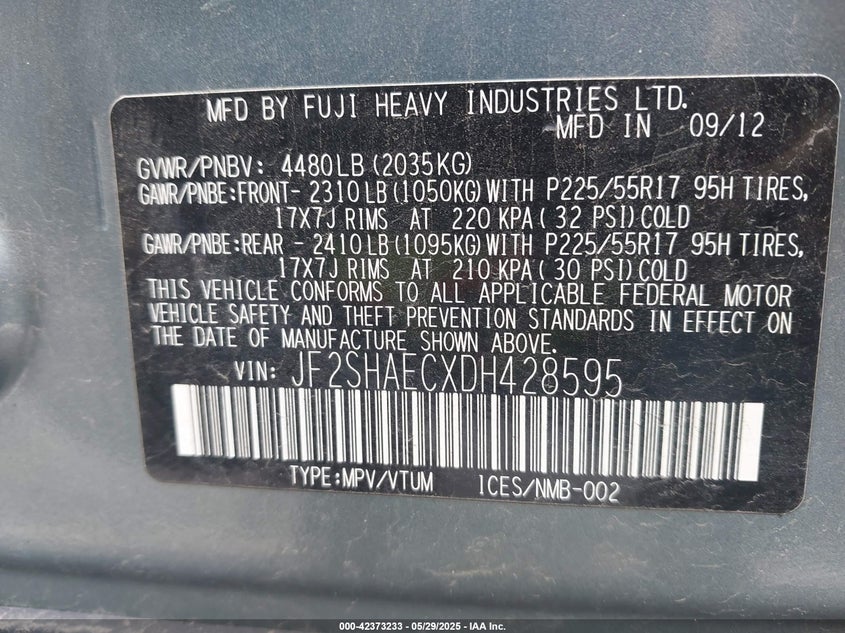 MFD BY FUJI HEAVY INDUSTRIES LTD.
MFD IN 09/12
GVWR/PNBV: 4480LB (2035KG)
GAWR/PNBE:FRONT- 2310LB (1050KG) WITH P225/55R17 95H TIRES,
17X7J RIMS AT 220 KPA ( 32 PSI) COLD
GAWR/PNBE:REAR - 2410LB (1095KG) WITH P225/55R17 95H TIRES,
17X7J RIMS AT 210 KPA ( 30 PSI) COLD
THIS VEHICLE CONFORMS TO ALL APPLICABLE FEDERAL MOTOR
VEHICLE SAFETY AND THEFT PREVENTION STANDARDS IN EFFECT ON
THE DATE OF MANUFACTURE SHOWN ABOVE.
VIN: JF2SHAECXDH428595
TYPE:MPV/VTUM ICES/NMB-002
000-42373233 - 05/29/2025 - IAA Inc.